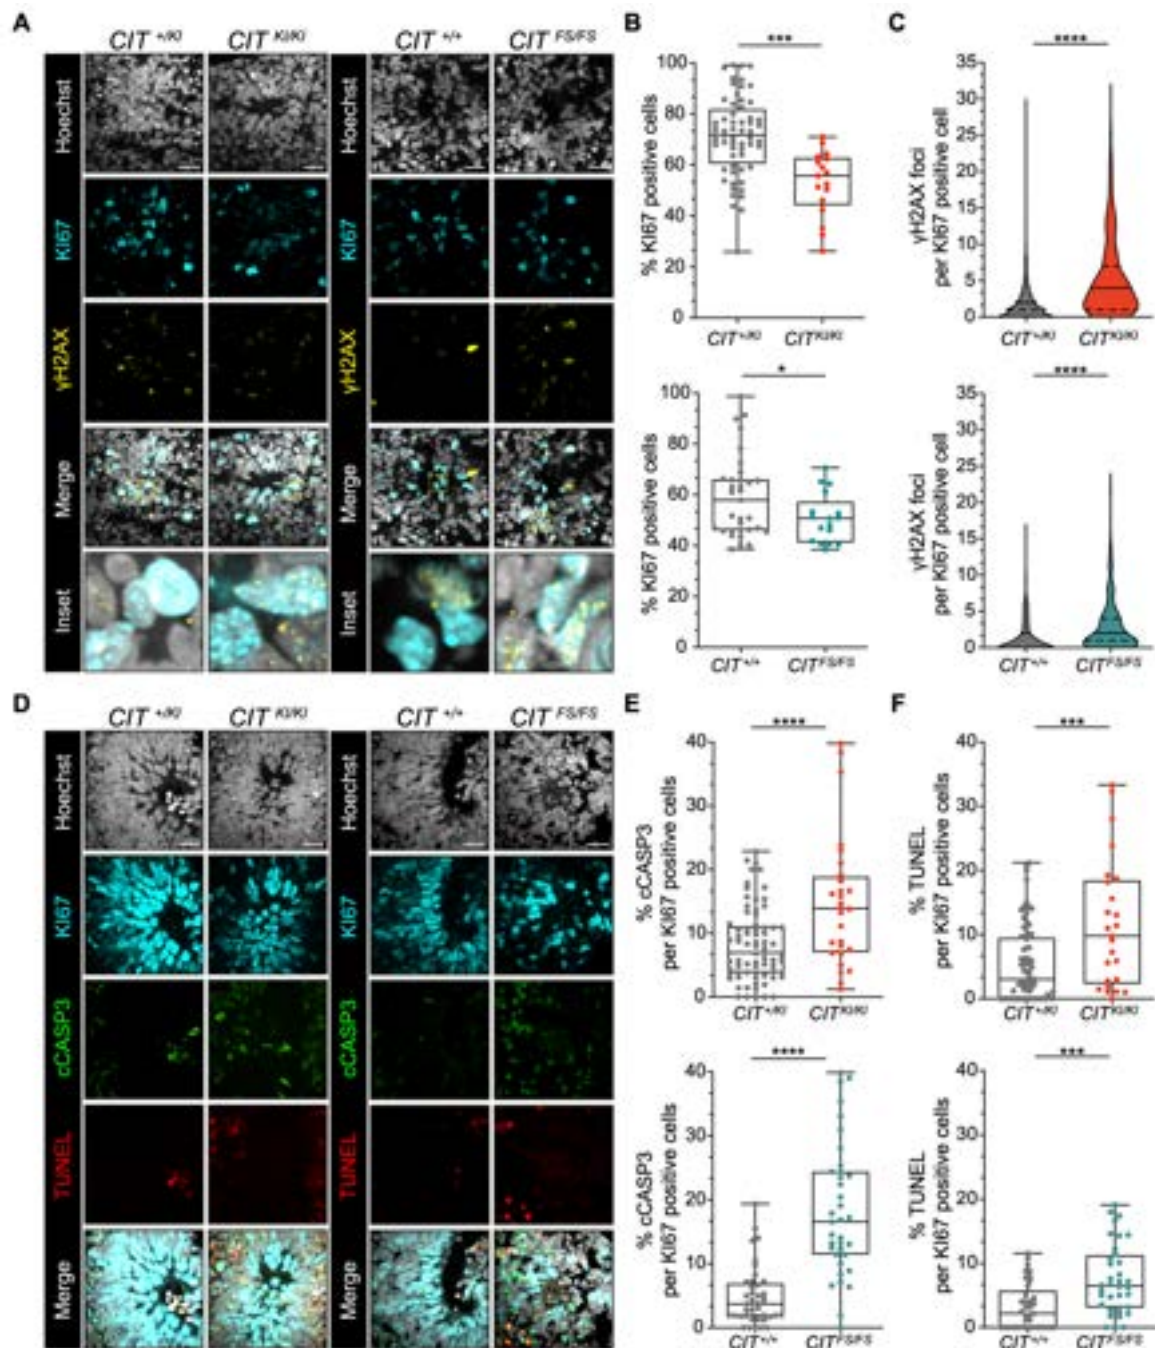 A
CIT +/KI
CIT KI/KI
CIT +/+
CIT FS/FS
Hoechst
Hoechst
KI67
KI67
γH2AX
γH2AX
Merge
Merge
Inset
Inset
B
***
100
80
60
40
20
0
% KI67 positive cells
CIT+/KI
CITKI/KI
*
100
80
60
40
20
0
% KI67 positive cells
CIT+/+
CITFS/FS
C
****
35
30
25
20
15
10
5
0
γH2AX foci
per KI67 positive cell
CIT+/KI
CITKI/KI
****
35
30
25
20
15
10
5
0
γH2AX foci
per KI67 positive cell
CIT+/+
CITFS/FS
D
CIT +/KI
CIT KI/KI
CIT +/+
CIT FS/FS
Hoechst
Hoechst
KI67
KI67
cCASP3
cCASP3
TUNEL
TUNEL
Merge
Merge
E
****
40
30
20
10
0
% cCASP3
per KI67 positive cells
CIT+/KI
CITKI/KI
****
40
30
20
10
0
% cCASP3
per KI67 positive cells
CIT+/+
CITFS/FS
F
***
40
30
20
10
0
% TUNEL
per KI67 positive cells
CIT+/KI
CITKI/KI
***
40
30
20
10
0
% TUNEL
per KI67 positive cells
CIT+/+
CITFS/FS